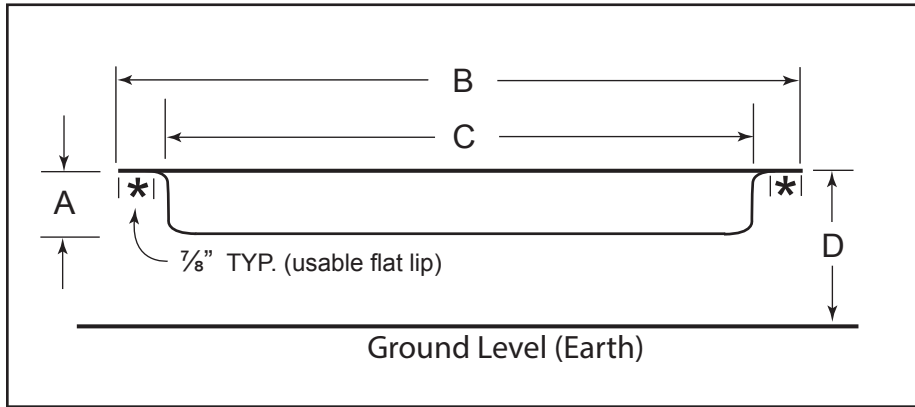 B
C
A
*
*
D
⅞” TYP. (usable flat lip)
Ground Level (Earth)